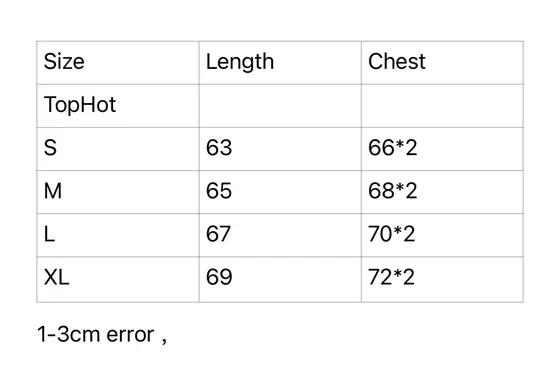 Size Length Chest
TopHot
S 63 66*2
M 65 68*2
L 67 70*2
XL 69 72*2
1-3cm error ,